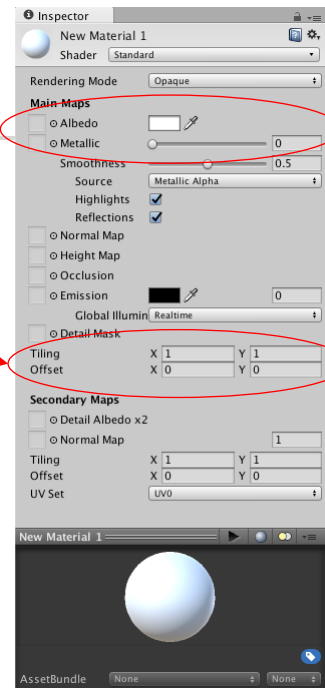 Inspector
New Material 1
Shader Standard
Rendering Mode Opaque
Main Maps
Albedo
Metallic 0
Smoothness 0.5
Source Metallic Alpha
Highlights
Reflections
Normal Map
Height Map
Occlusion
Emission 0
Global Illumin Realtime
Detail Mask
Tiling X 1 Y 1
Offset X 0 Y 0
Secondary Maps
Detail Albedo x2
Normal Map 1
Tiling X 1 Y 1
Offset X 0 Y 0
UV Set UV0
New Material 1
AssetBundle None None